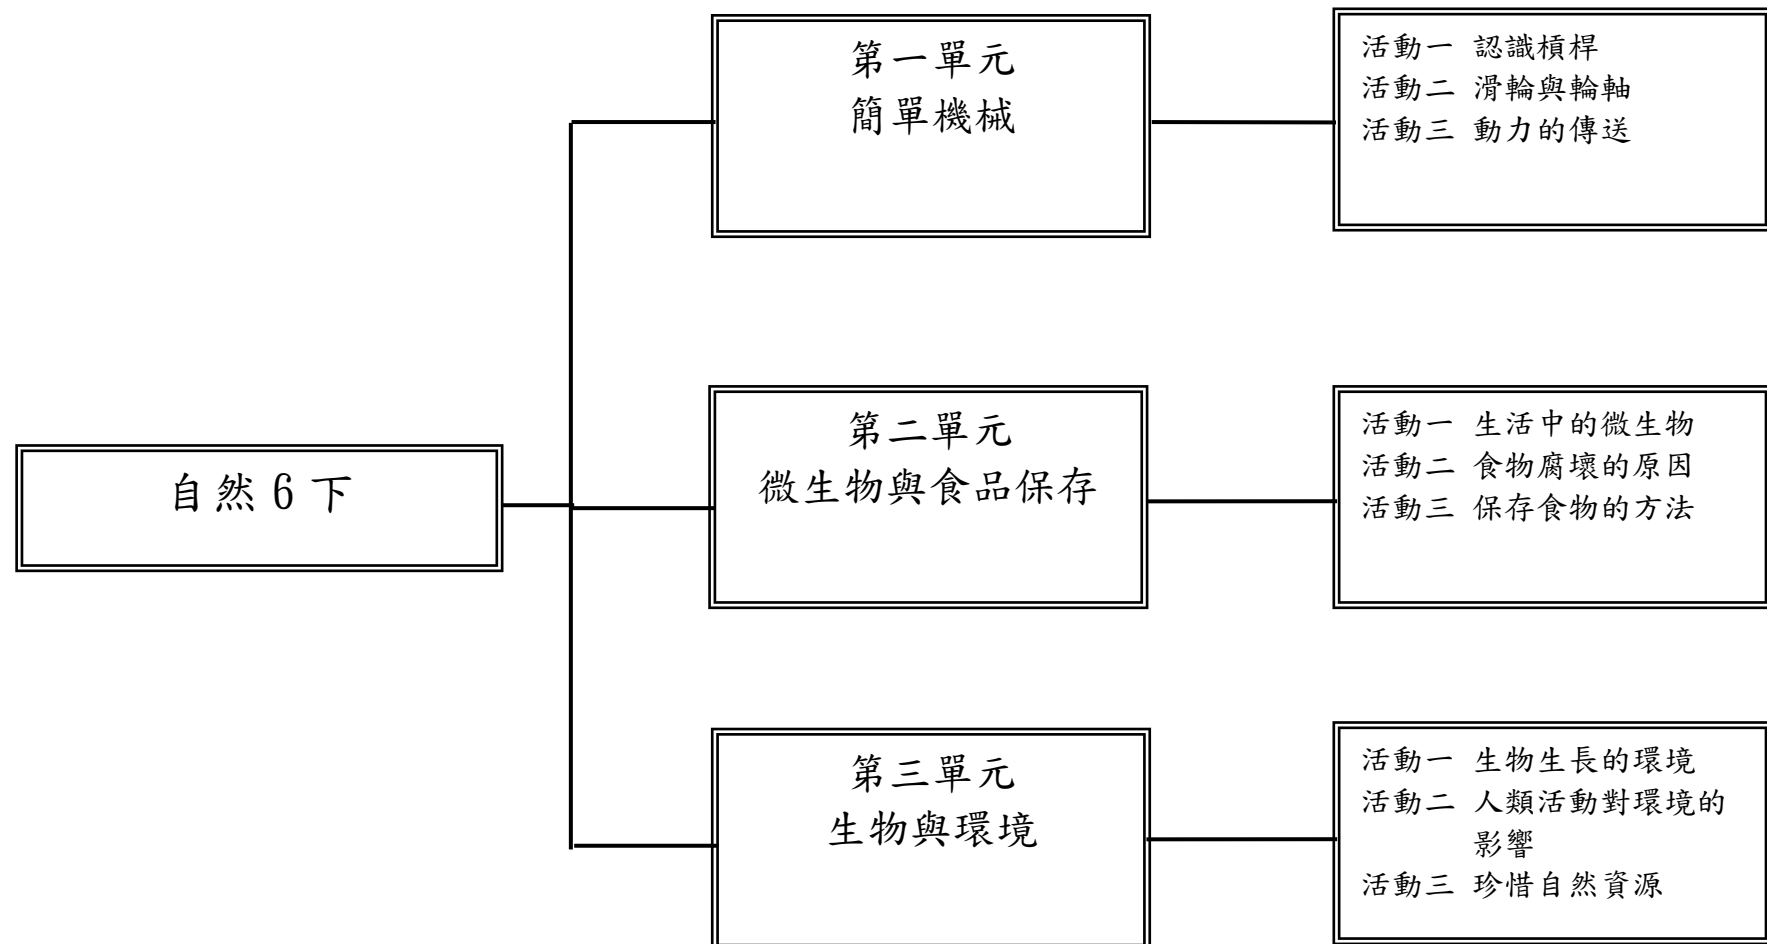 第一單元
簡單機械
活動一 認識槓桿
活動二 滑輪與輪軸
活動三 動力的傳送
自然 6 下
第二單元
微生物與食品保存
活動一 生活中的微生物
活動二 食物腐壞的原因
活動三 保存食物的方法
第三單元
生物與環境
活動一 生物生長的環境
活動二 人類活動對環境的
影響
活動三 珍惜自然資源